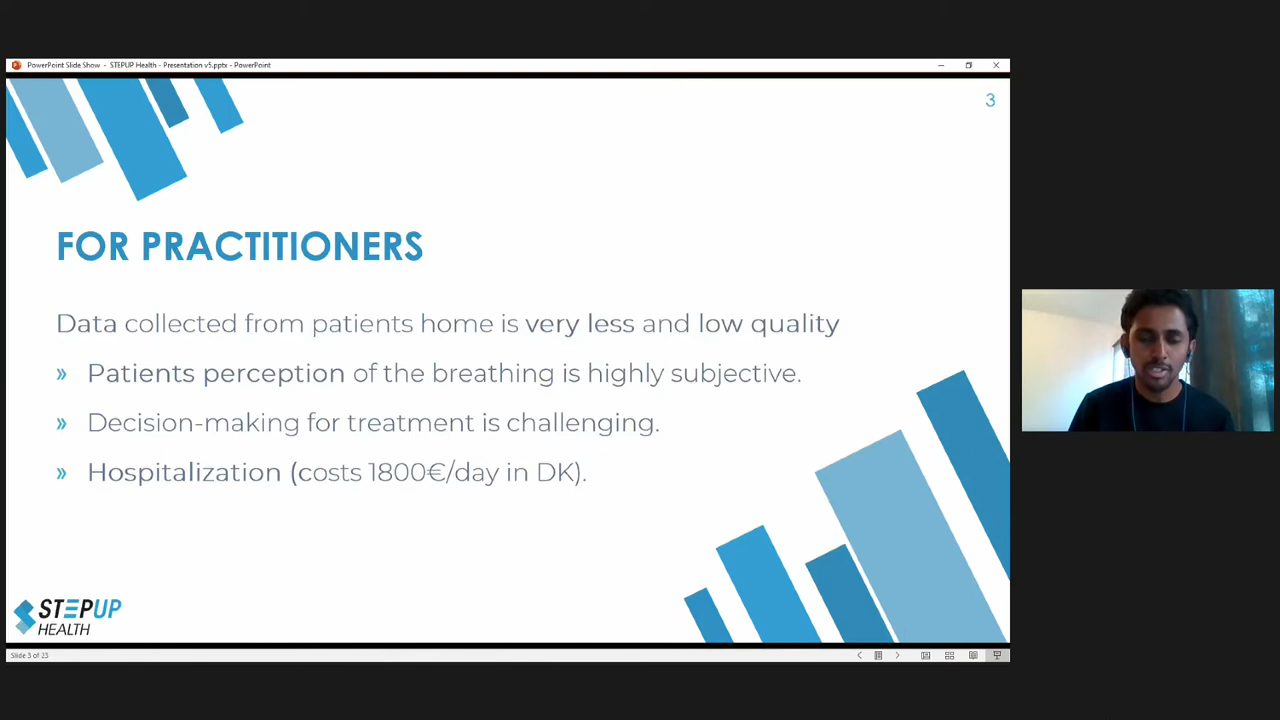 PowerPoint Slide Show - STEPUP Health - Presentation v5.pptx - PowerPoint
3
FOR PRACTITIONERS
Data collected from patients home is very less and low quality
» Patients perception of the breathing is highly subjective.
» Decision-making for treatment is challenging.
» Hospitalization (costs 1800€/day in DK).
STEPUP
HEALTH
Slide 3 of 23